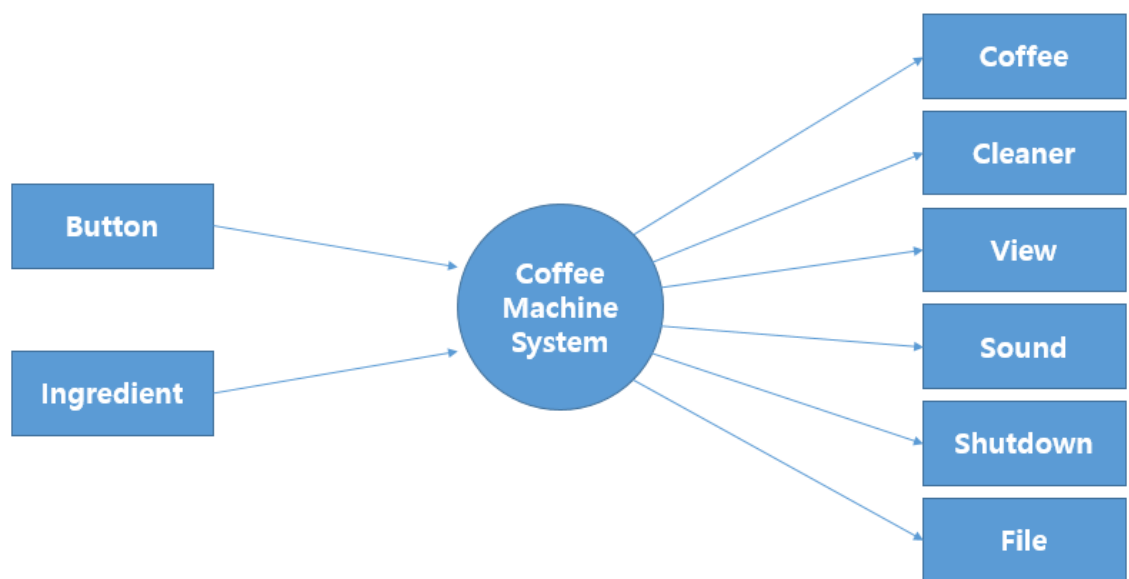 Button
Ingredient
Coffee
Machine
System
Coffee
Cleaner
View
Sound
Shutdown
File